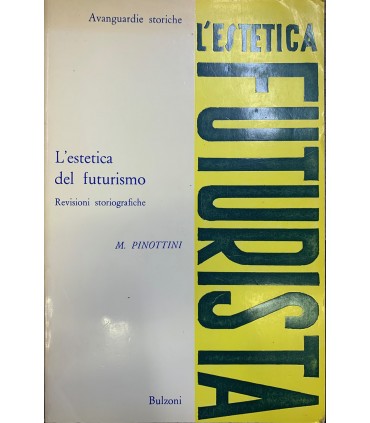 Avanguardie storiche
L'estetica
del futurismo
Revisioni storiografiche
M. PINOTTINI
Bulzoni
L'ESTETICA
FUTURISTA